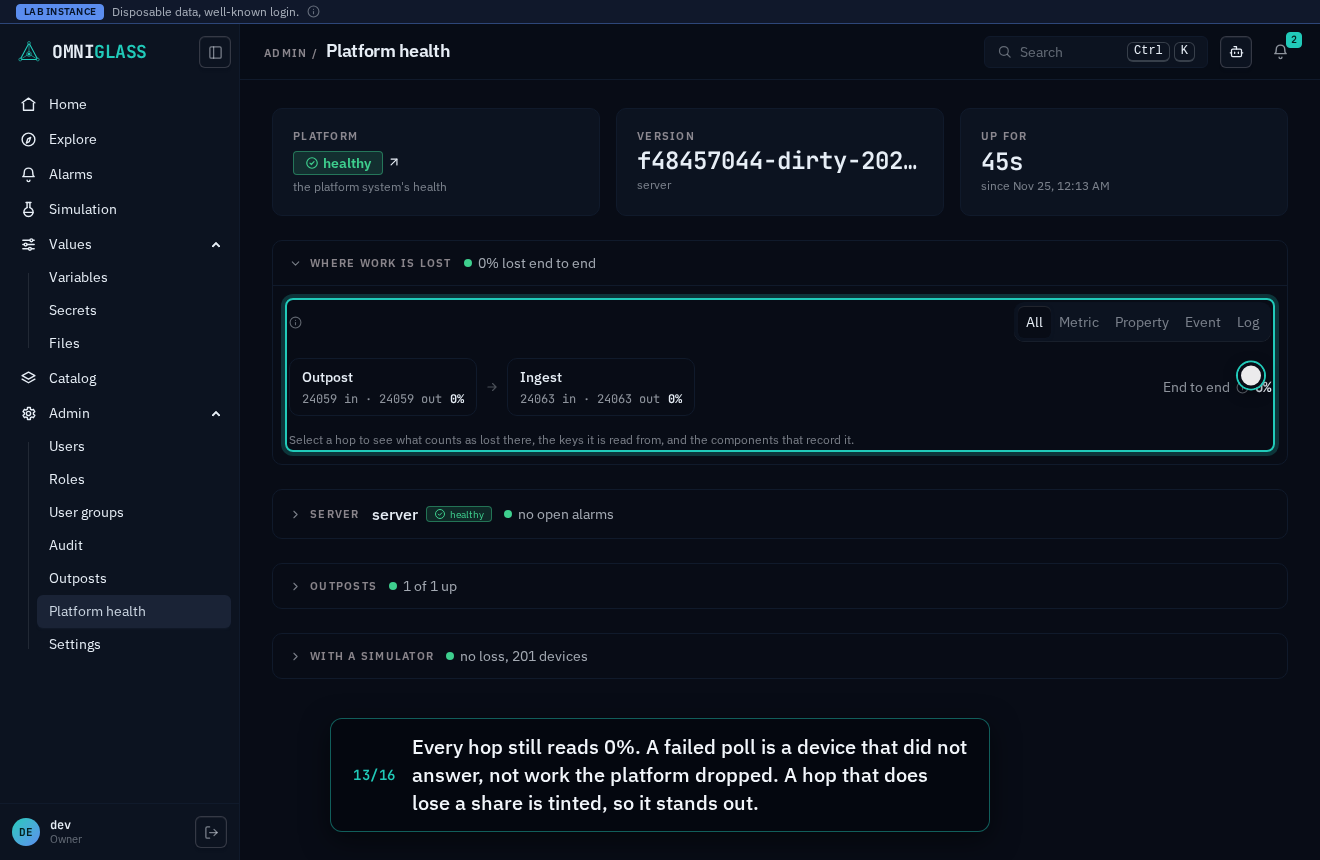 LAB INSTANCE Disposable data, well-known login.
OMNIGLASS
ADMIN / Platform health
Search Ctrl K
2
Home
Explore
Alarms
Simulation
Values
Variables
Secrets
Files
Catalog
Admin
Users
Roles
User groups
Audit
Outposts
Platform health
Settings
DE dev
Owner
PLATFORM
healthy
the platform system's health
VERSION
f48457044-dirty-202…
server
UP FOR
45s
since Nov 25, 12:13 AM
WHERE WORK IS LOST 0% lost end to end
All Metric Property Event Log
Outpost
24059 in · 24059 out 0%
Ingest
24063 in · 24063 out 0%
End to end
Select a hop to see what counts as lost there, the keys it is read from, and the components that record it.
SERVER server healthy no open alarms
OUTPOSTS 1 of 1 up
WITH A SIMULATOR no loss, 201 devices
13/16
Every hop still reads 0%. A failed poll is a device that did not
answer, not work the platform dropped. A hop that does
lose a share is tinted, so it stands out.